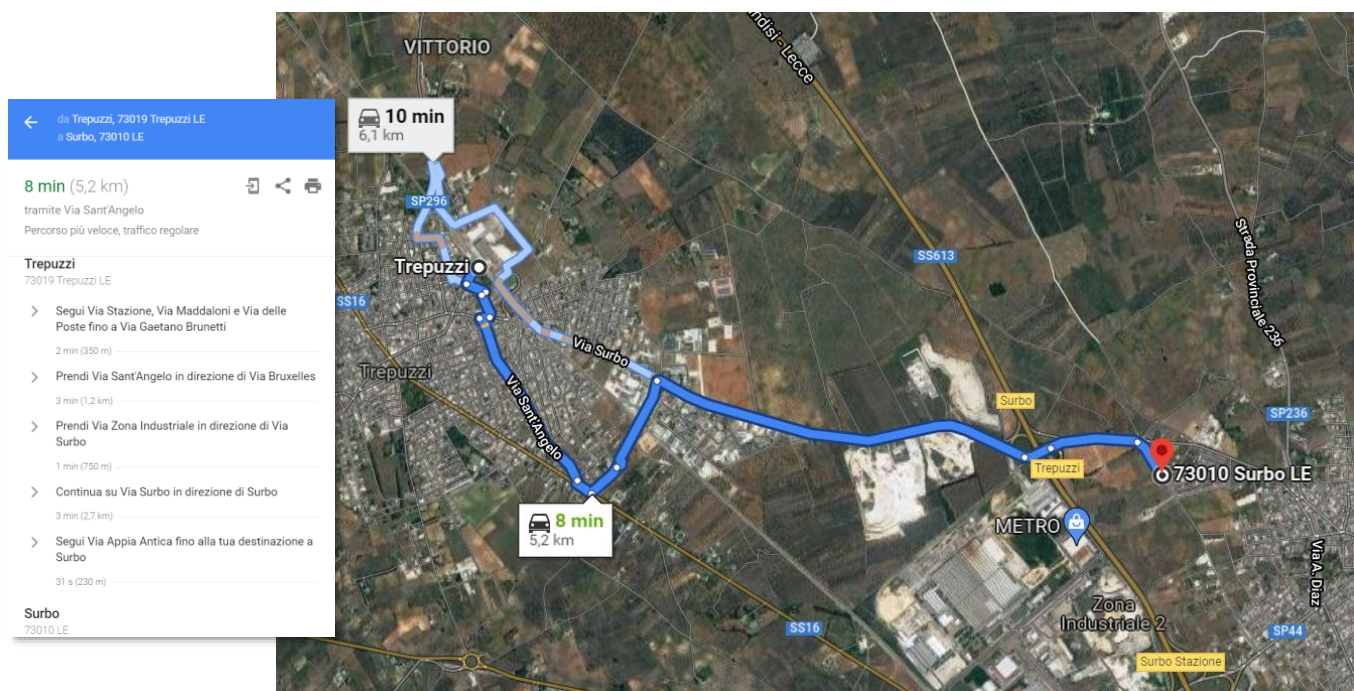 da Trepuzzi, 73019 Trepuzzi LE
a Surbo, 73010 LE
8 min (5,2 km)
tramite Via Sant'Angelo
Percorso più veloce, traffico regolare
Trepuzzi
73019 Trepuzzi LE
Segui Via Stazione, Via Maddaloni e Via delle
Poste fino a Via Gaetano Brunetti
2 min (350 m)
Prendi Via Sant'Angelo in direzione di Via Bruxelles
3 min (1,2 km)
Prendi Via Zona Industriale in direzione di Via
Surbo
1 min (750 m)
Continua su Via Surbo in direzione di Surbo
3 min (2,7 km)
Segui Via Appia Antica fino alla tua destinazione a
Surbo
31 s (230 m)
Surbo
73010 LE
VITTORIO
ndisi - Lecce
10 min
6,1 km
SP296
Trepuzzi
SS613
Strada Provinciale 236
SS16
Via Surbo
Trepuzzi
Via Sant'Angelo
Surbo
SP236
Trepuzzi
73010 Surbo LE
8 min
5,2 km
METRO
Via A. Diaz
Zona
Industriale 2
SS16
SP44
Surbo Stazione